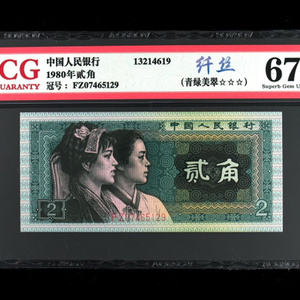 CG
GUARANTY
中国人民银行
1980年贰角
冠号: FZ07465129
13214619
纤丝
(青绿美翠☆☆☆)
67
Superb Gem U
中国人民银行
贰角
2
FZ07465129
2